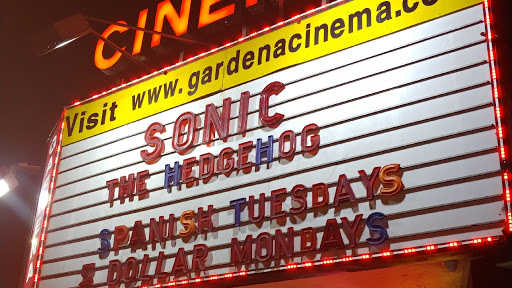 CINE
Visit www.gardenacinema.co
SONIC
THE HEDGEHOG
SPANISH TUESDAYS
DOLLAR MONDAYS